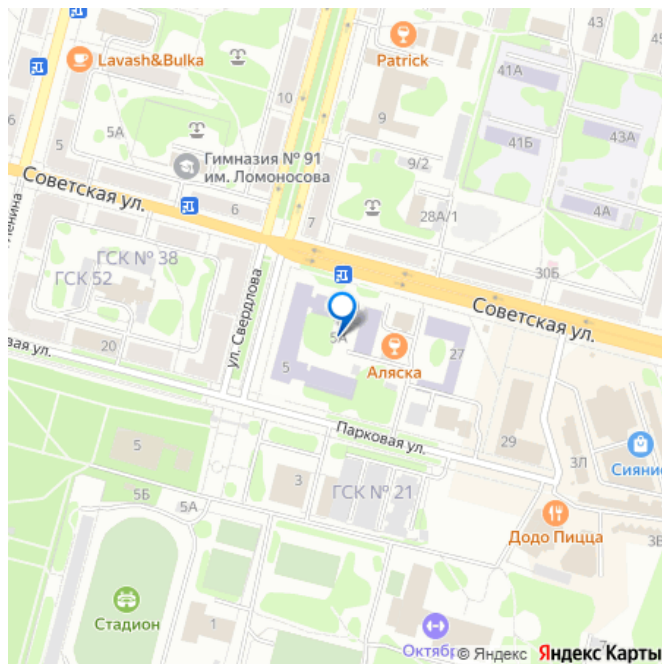 43
45
Patrick
Lavash&Bulka
41А
10
9
6
5А
5
41Б
43А
Гимназия № 91
им. Ломоносова
9/2
Советская ул.
6
7
28А/1
4А
ГСК № 38
ГСК 52
30Б
Советская ул.
ул. Свердлова
5А
20
5
Аляска
27
Парковая ул.
29
5
3Л
Сияние
3
ГСК № 21
5Б
5А
Додо Пицца
Стадион
1
© Яндекс
Яндекс Карты